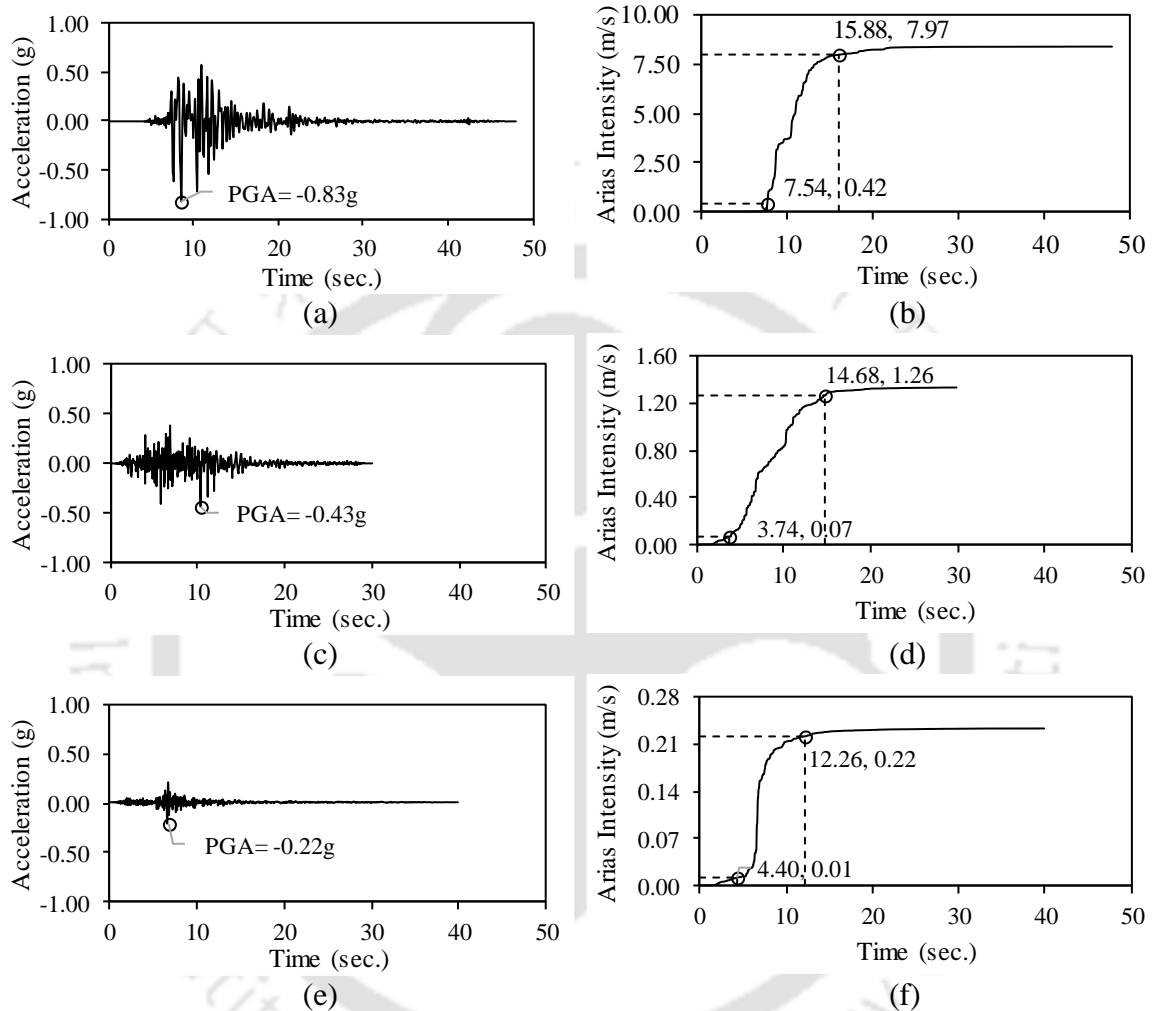 1.00
0.50
0.00
-0.50
-1.00
Acceleration (g)
PGA= -0.83g
0 10 20 30 40 50
Time (sec.)
(a)
10.00
7.50
5.00
2.50
0.00
Arias Intensity (m/s)
15.88, 7.97
7.54, 0.42
0 10 20 30 40 50
Time (sec.)
(b)
1.00
0.50
0.00
-0.50
-1.00
Acceleration (g)
PGA= -0.43g
0 10 20 30 40 50
Time (sec.)
(c)
1.60
1.20
0.80
0.40
0.00
Arias Intensity (m/s)
14.68, 1.26
3.74, 0.07
0 10 20 30 40 50
Time (sec.)
(d)
1.00
0.50
0.00
-0.50
-1.00
Acceleration (g)
PGA= -0.22g
0 10 20 30 40 50
Time (sec.)
(e)
0.28
0.21
0.14
0.07
0.00
Arias Intensity (m/s)
12.26, 0.22
4.40, 0.01
0 10 20 30 40 50
Time (sec.)
(f)